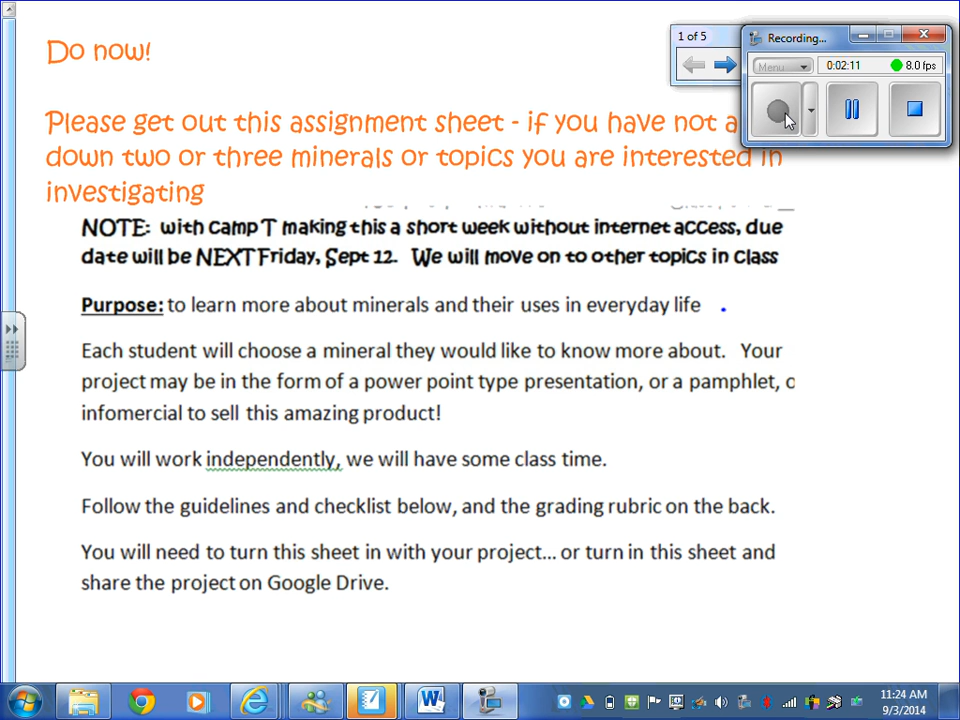 Do now!
1 of 5
Recording...
Menu
0:02:11
8.0 fps
Please get out this assignment sheet - if you have not a
down two or three minerals or topics you are interested in
investigating
NOTE: with Camp T making this a short week without internet access, due
date will be NEXT Friday, Sept 12. We will move on to other topics in class
Purpose: to learn more about minerals and their uses in everyday life
Each student will choose a mineral they would like to know more about. Your
project may be in the form of a power point type presentation, or a pamphlet, o
infomercial to sell this amazing product!
You will work independently, we will have some class time.
Follow the guidelines and checklist below, and the grading rubric on the back.
You will need to turn this sheet in with your project... or turn in this sheet and
share the project on Google Drive.
11:24 AM
9/3/2014